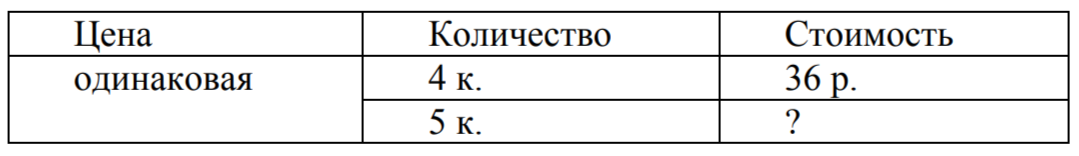 Цена Количество Стоимость
одинаковая 4 к. 36 р.
5 к. ?